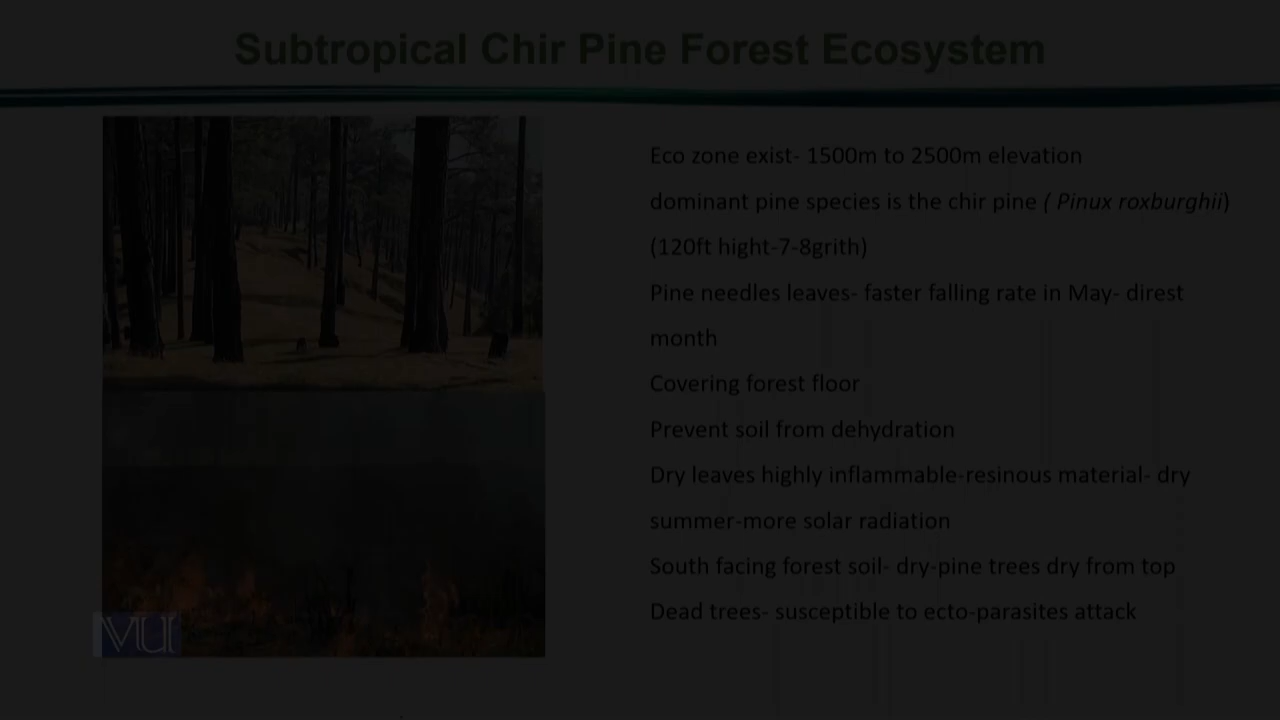 Subtropical Chir Pine Forest Ecosystem
Eco zone exist- 1500m to 2500m elevation
dominant pine species is the chir pine ( Pinux roxburghii)
(120ft hight-7-8grith)
Pine needles leaves- faster falling rate in May- direst
month
Covering forest floor
Prevent soil from dehydration
Dry leaves highly inflammable-resinous material- dry
summer-more solar radiation
South facing forest soil- dry-pine trees dry from top
Dead trees- susceptible to ecto-parasites attack
VU